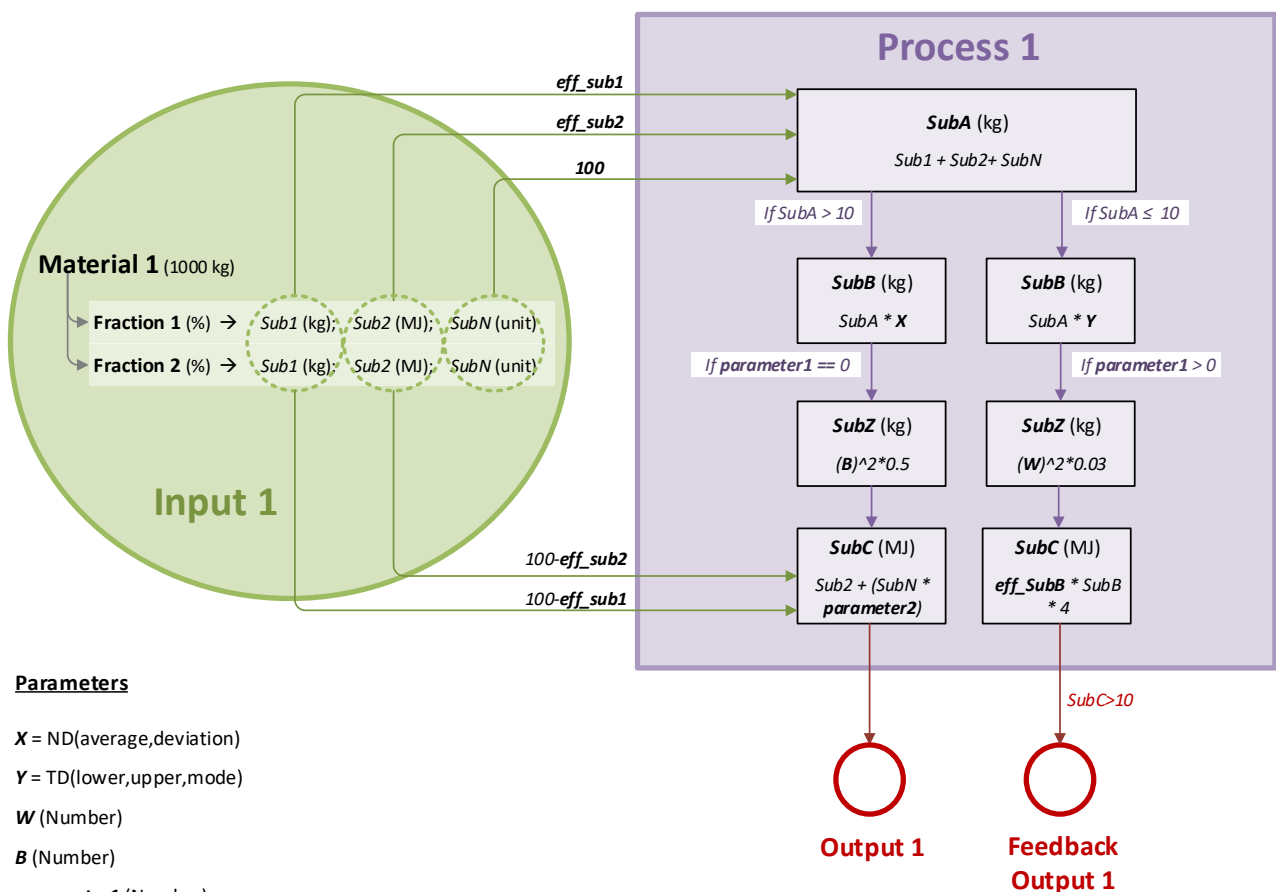 Process 1
eff_sub1
eff_sub2
100
SubA (kg)
Sub1 + Sub2+ SubN
If SubA > 10
If SubA ≤ 10
Material 1 (1000 kg)
Fraction 1 (%) → Sub1 (kg); Sub2 (MJ); SubN (unit)
Fraction 2 (%) → Sub1 (kg); Sub2 (MJ); SubN (unit)
Input 1
SubB (kg)
SubA * X
SubB (kg)
SubA * Y
If parameter1 == 0
If parameter1 > 0
SubZ (kg)
(B)^2*0.5
SubZ (kg)
(W)^2*0.03
100-eff_sub2
100-eff_sub1
SubC (MJ)
Sub2 + (SubN *
parameter2)
SubC (MJ)
eff_SubB * SubB
* 4
SubC>10
Output 1
Feedback
Output 1
Parameters
X = ND(average,deviation)
Y = TD(lower,upper,mode)
W (Number)
B (Number)